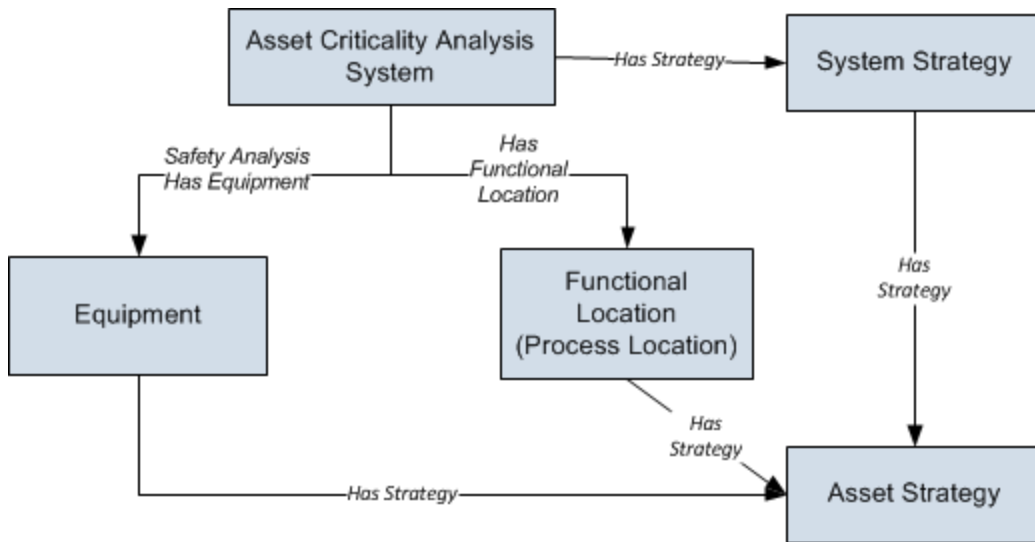 Asset Criticality Analysis
System
Has Strategy
System Strategy
Safety Analysis
Has Equipment
Has
Functional
Location
Equipment
Functional
Location
(Process Location)
Has
Strategy
Has
Strategy
Has Strategy
Asset Strategy